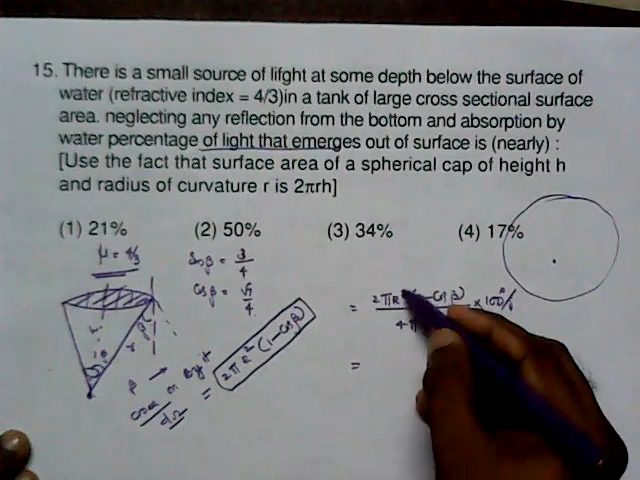 15. There is a small source of lifght at some depth below the surface of
water (refractive index = 4/3)in a tank of large cross sectional surface
area. neglecting any reflection from the bottom and absorption by
water percentage of light that emerges out of surface is (nearly) :
[Use the fact that surface area of a spherical cap of height h
and radius of curvature r is 2πrh]
(1) 21% (2) 50% (3) 34% (4) 17%
μ = 4/3
Sinβ = 3/4
Cosβ = √7/4
= 2πR² (1-Cosβ)
= × 100%
=